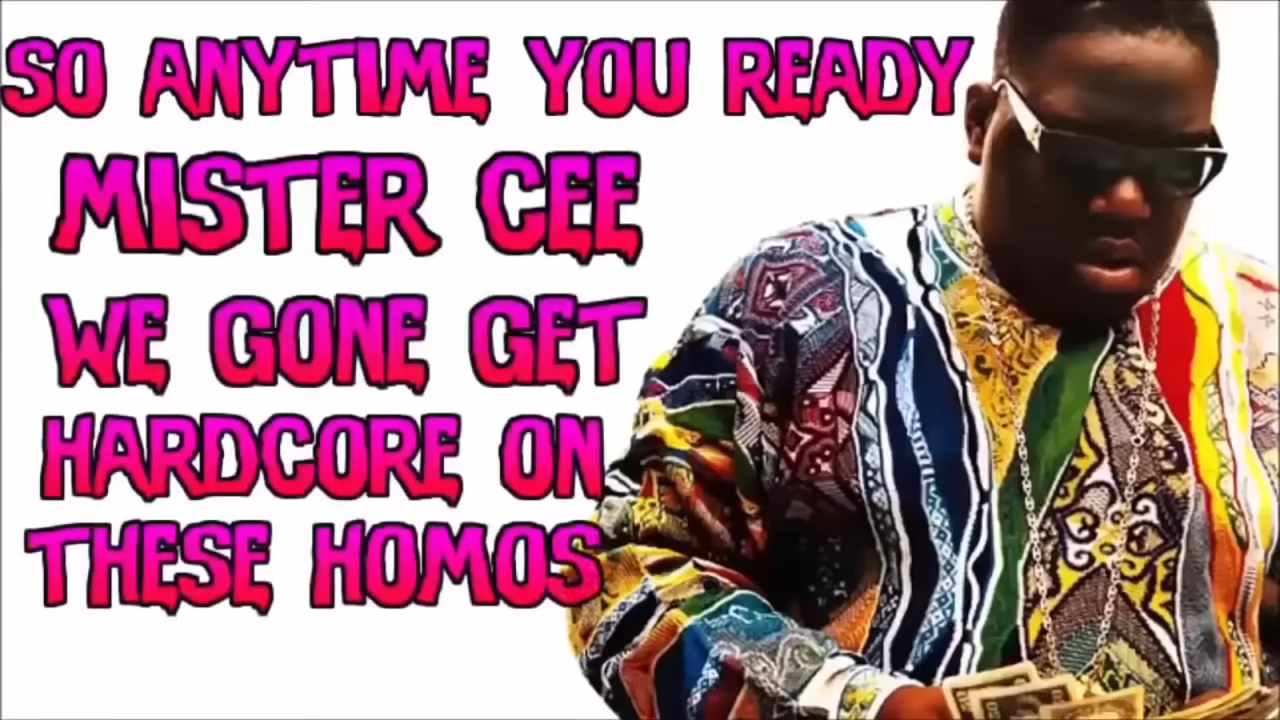 SO ANYTIME YOU READY
MISTER CEE
WE GONE GET
HARDCORE ON
THESE HOMOS